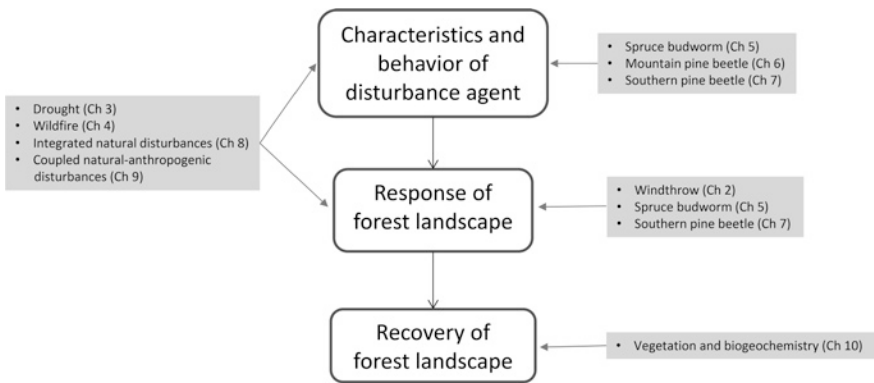 Characteristics and
behavior of
disturbance agent
• Spruce budworm (Ch 5)
• Mountain pine beetle (Ch 6)
• Southern pine beetle (Ch 7)
• Drought (Ch 3)
• Wildfire (Ch 4)
• Integrated natural disturbances (Ch 8)
• Coupled natural-anthropogenic
disturbances (Ch 9)
Response of
forest landscape
• Windthrow (Ch 2)
• Spruce budworm (Ch 5)
• Southern pine beetle (Ch 7)
Recovery of
forest landscape
• Vegetation and biogeochemistry (Ch 10)